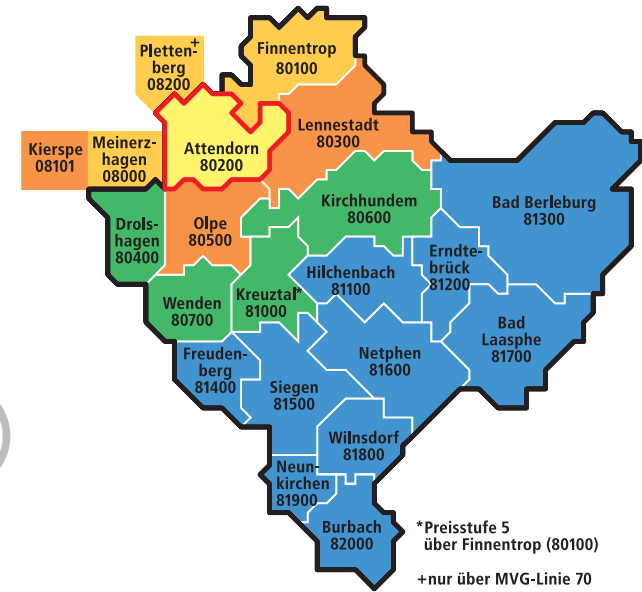 Pletten-+
berg
08200
Finnentrop
80100
Kierspe
08101
Meinerz-
hagen
08000
Attendorn
80200
Lennestadt
80300
Drols-
hagen
80400
Olpe
80500
Kirchhundem
80600
Bad Berleburg
81300
Wenden
80700
Kreuztal*
81000
Hilchenbach
81100
Erndte-
brück
81200
Bad
Laasphe
81700
Freuden-
berg
81400
Siegen
81500
Netphen
81600
Wilnsdorf
81800
Neun-
kirchen
81900
Burbach
82000
*Preisstufe 5
über Finnentrop (80100)
+nur über MVG-Linie 70